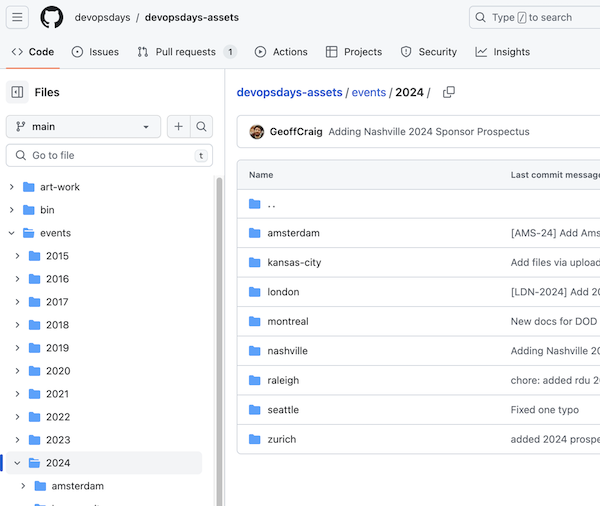 devopsdays / devopsdays-assets
Type / to search
Code
Issues
Pull requests 1
Actions
Projects
Security
Insights
Files
main
Go to file
t
art-work
bin
events
2015
2016
2017
2018
2019
2020
2021
2022
2023
2024
amsterdam
devopsdays-assets / events / 2024 /
GeoffCraig Adding Nashville 2024 Sponsor Prospectus
Name Last commit message
..
amsterdam [AMS-24] Add Ams
kansas-city Add files via upload
london [LDN-2024] Add 20
montreal New docs for DOD
nashville Adding Nashville 20
raleigh chore: added rdu 2
seattle Fixed one typo
zurich added 2024 prospe